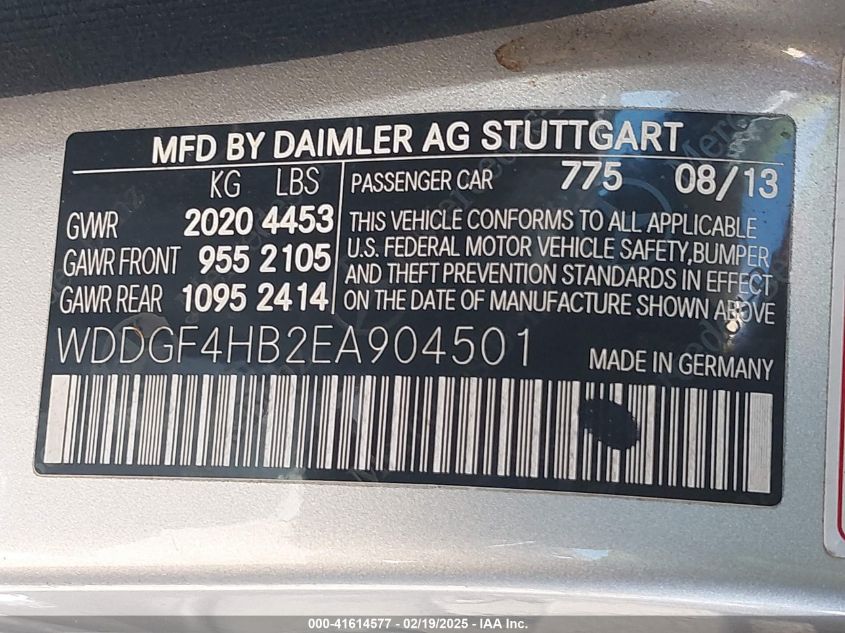 MFD BY DAIMLER AG STUTTGART
KG LBS
GVWR 2020 4453
GAWR FRONT 955 2105
GAWR REAR 1095 2414
PASSENGER CAR 775 08/13
THIS VEHICLE CONFORMS TO ALL APPLICABLE
U.S. FEDERAL MOTOR VEHICLE SAFETY,BUMPER
AND THEFT PREVENTION STANDARDS IN EFFECT
ON THE DATE OF MANUFACTURE SHOWN ABOVE
WDDGF4HB2EA904501
MADE IN GERMANY
000-41614577 - 02/19/2025 - IAA Inc.